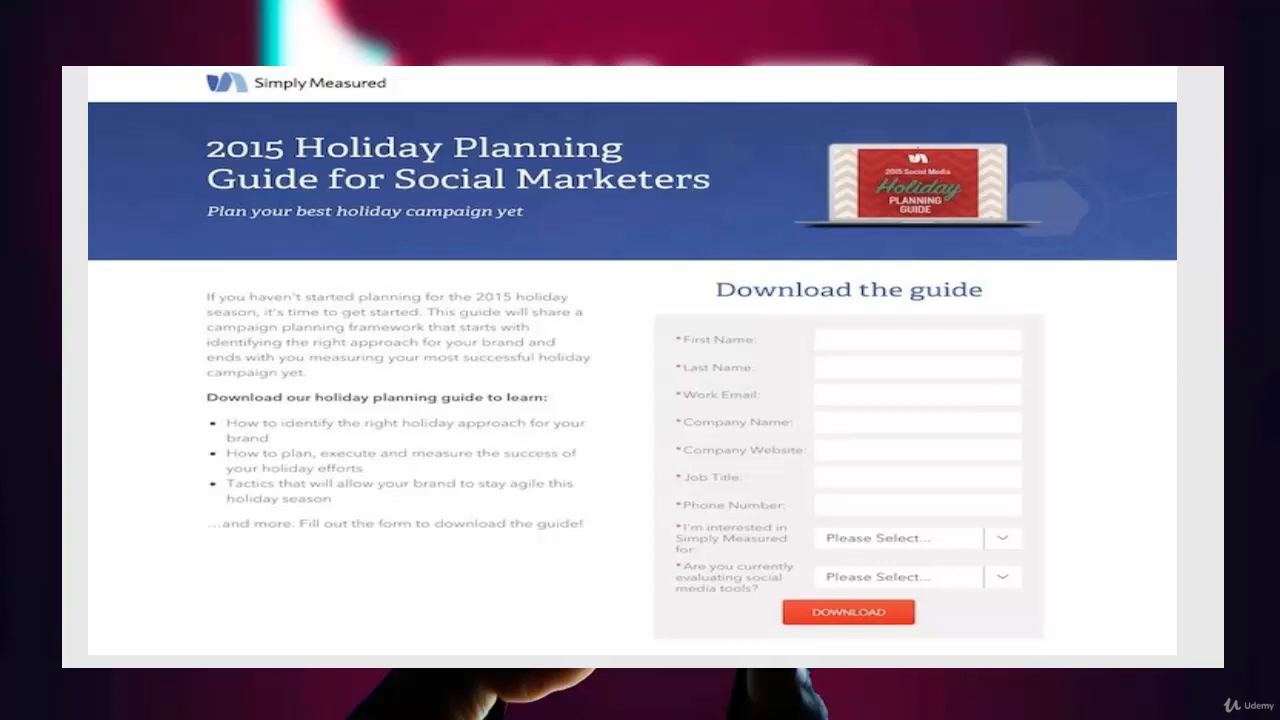 Simply Measured
2015 Holiday Planning
Guide for Social Marketers
Plan your best holiday campaign yet
2015 Social Media
Holiday
PLANNING
GUIDE
If you haven't started planning for the 2015 holiday
season, it's time to get started. This guide will share a
campaign planning framework that starts with
identifying the right approach for your brand and
ends with you measuring your most successful holiday
campaign yet.
Download our holiday planning guide to learn:
• How to identify the right holiday approach for your
brand
• How to plan, execute and measure the success of
your holiday efforts
• Tactics that will allow your brand to stay agile this
holiday season
...and more. Fill out the form to download the guide!
Download the guide
*First Name:
*Last Name:
*Work Email:
*Company Name:
*Company Website:
*Job Title:
*Phone Number:
*I'm interested in
Simply Measured
for:
Please Select...
*Are you currently
evaluating social
media tools?
Please Select...
DOWNLOAD
Udemy